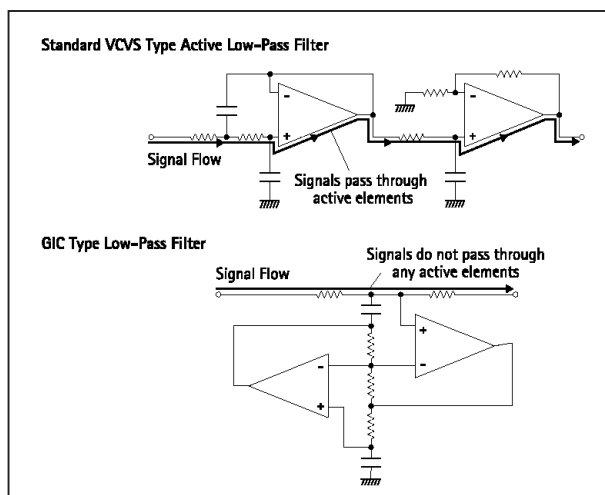 Standard VCVS Type Active Low-Pass Filter
-
+
-
+
Signal Flow
Signals pass through
active elements
GIC Type Low-Pass Filter
Signals do not pass through
any active elements
Signal Flow
+
-
-
+